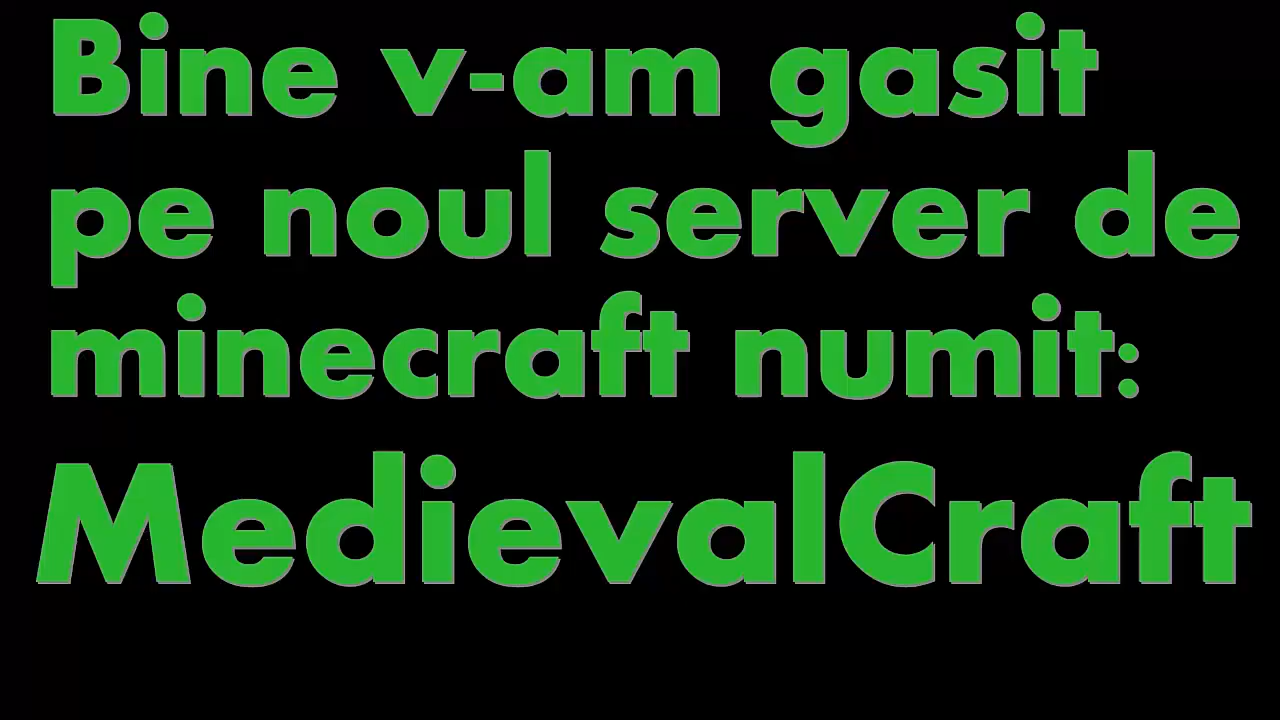 Bine v-am gasit
pe noul server de
minecraft numit:
MedievalCraft